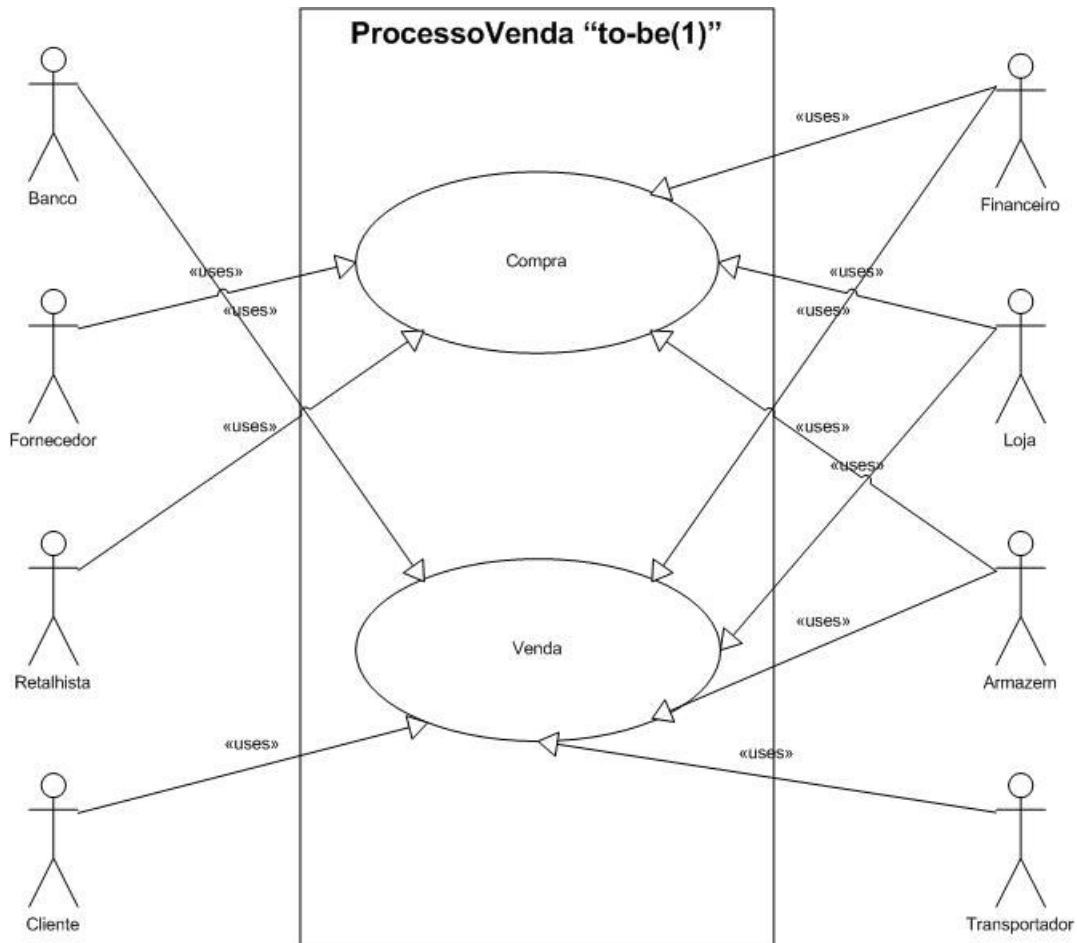 ProcessoVenda “to-be(1)”
«uses»
Banco
Financeiro
Compra
«uses»
«uses»
«uses»
«uses»
Fornecedor
«uses»
«uses»
«uses»
Loja
Venda
«uses»
Retalhista
Armazem
«uses»
«uses»
Cliente
Transportador